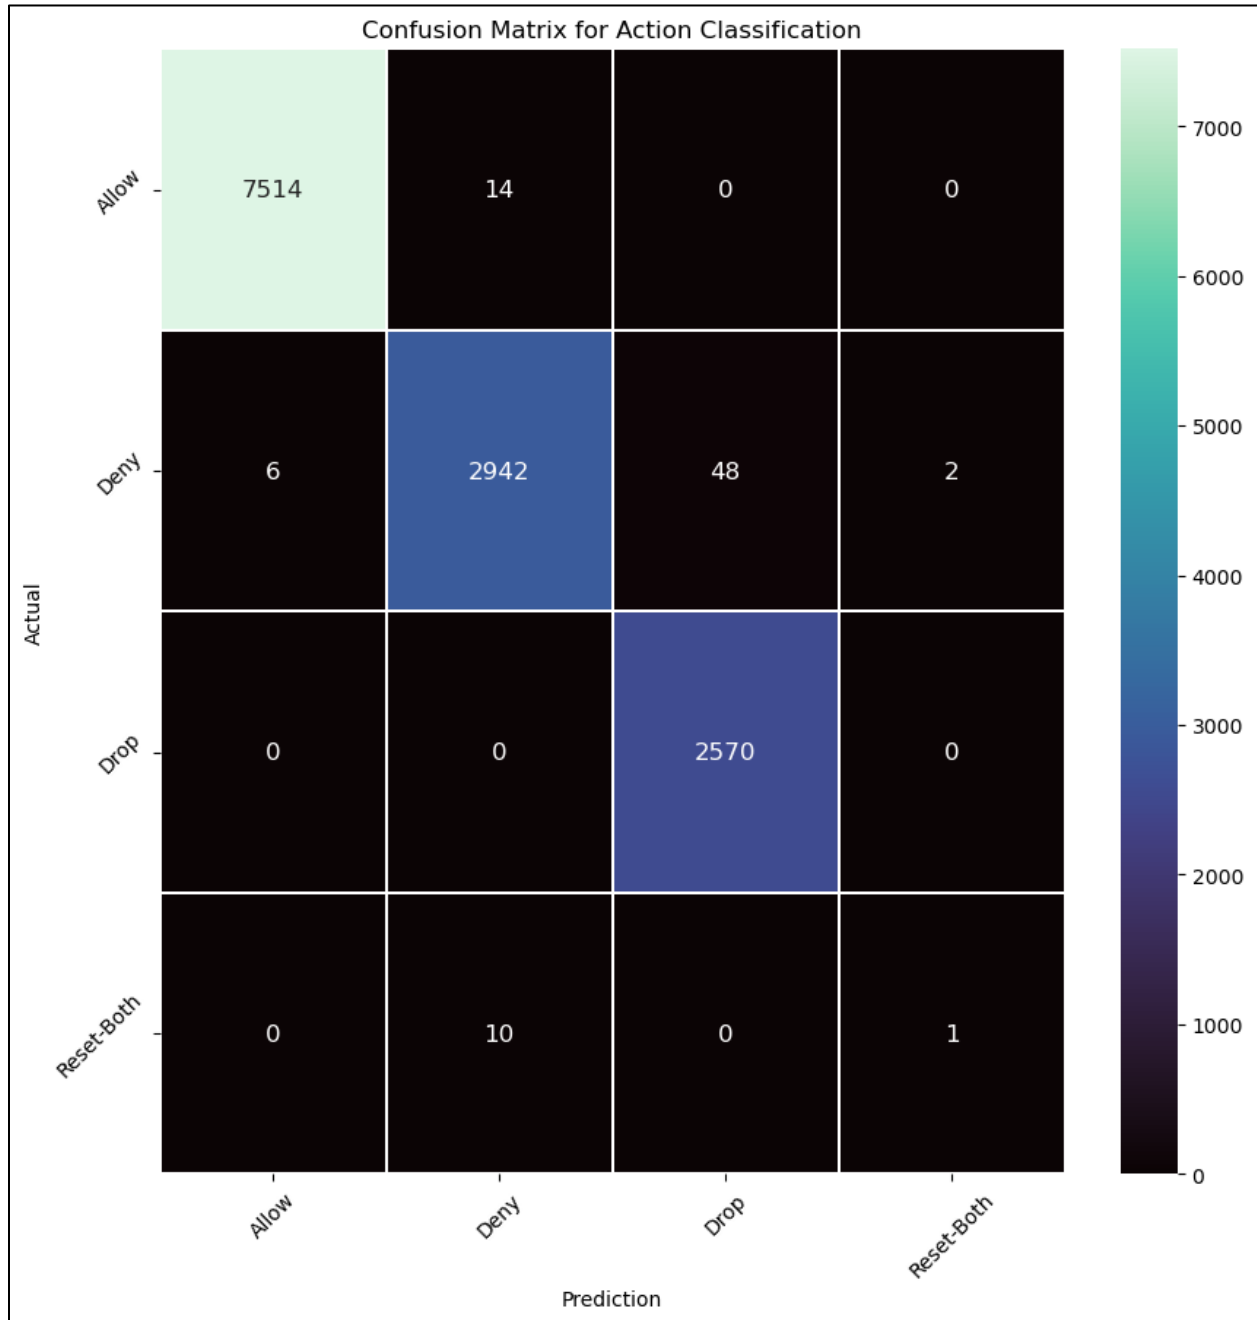 Confusion Matrix for Action Classification
Allow 7514 14 0 0
Deny 6 2942 48 2
Drop 0 0 2570 0
Reset-Both 0 10 0 1
Allow Deny Drop Reset-Both
Actual
Prediction
7000
6000
5000
4000
3000
2000
1000
0